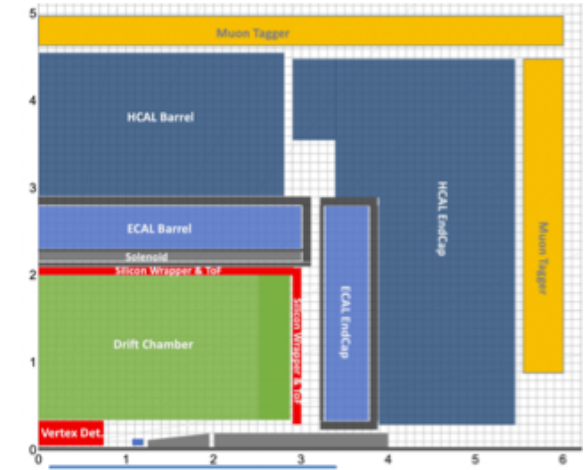 5
Muon Tagger
4
HCAL Barrel
3
HCAL EndCap
ECAL Barrel
Muon Tagger
Solenoid
2
Silicon Wrapper & ToF
Silicon Wrapper & ToF
ECAL EndCap
Drift Chamber
1
Vertex Det.
0
0 1 2 3 4 5 6